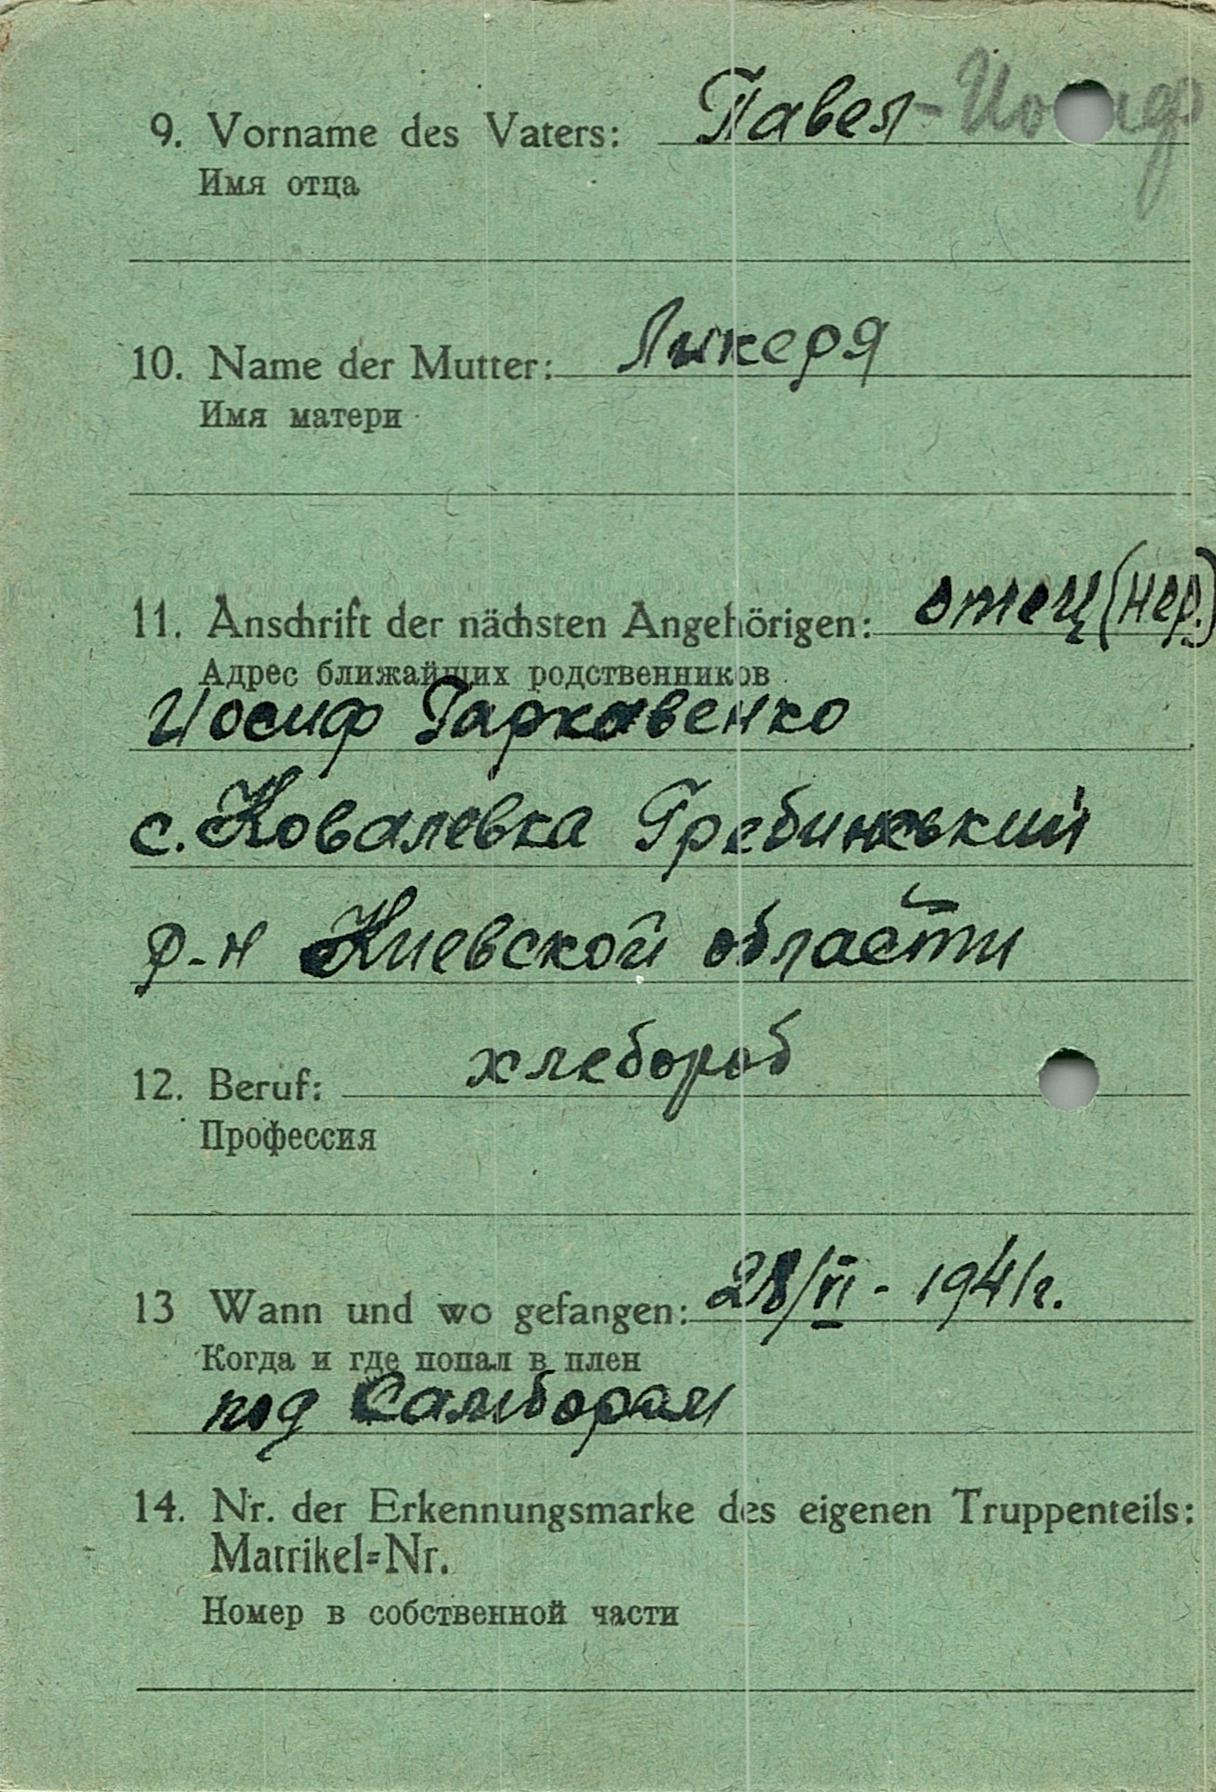 9. Vorname des Vaters: Павел - Иосиф
Имя отца
10. Name der Mutter: Ликеря
Имя матери
11. Anschrift der nächsten Angehörigen: отец (нер.)
Адрес ближайших родственников
Иосиф Гаркавенко
с. Ковалевка Гребинський
р-н Киевской области
12. Beruf: хлебороб
Профессия
13 Wann und wo gefangen: 28/VI - 1941 г.
Когда и где попал в плен
под Самборам
14. Nr. der Erkennungsmarke des eigenen Truppenteils:
Matrikel=Nr.
Номер в собственной части